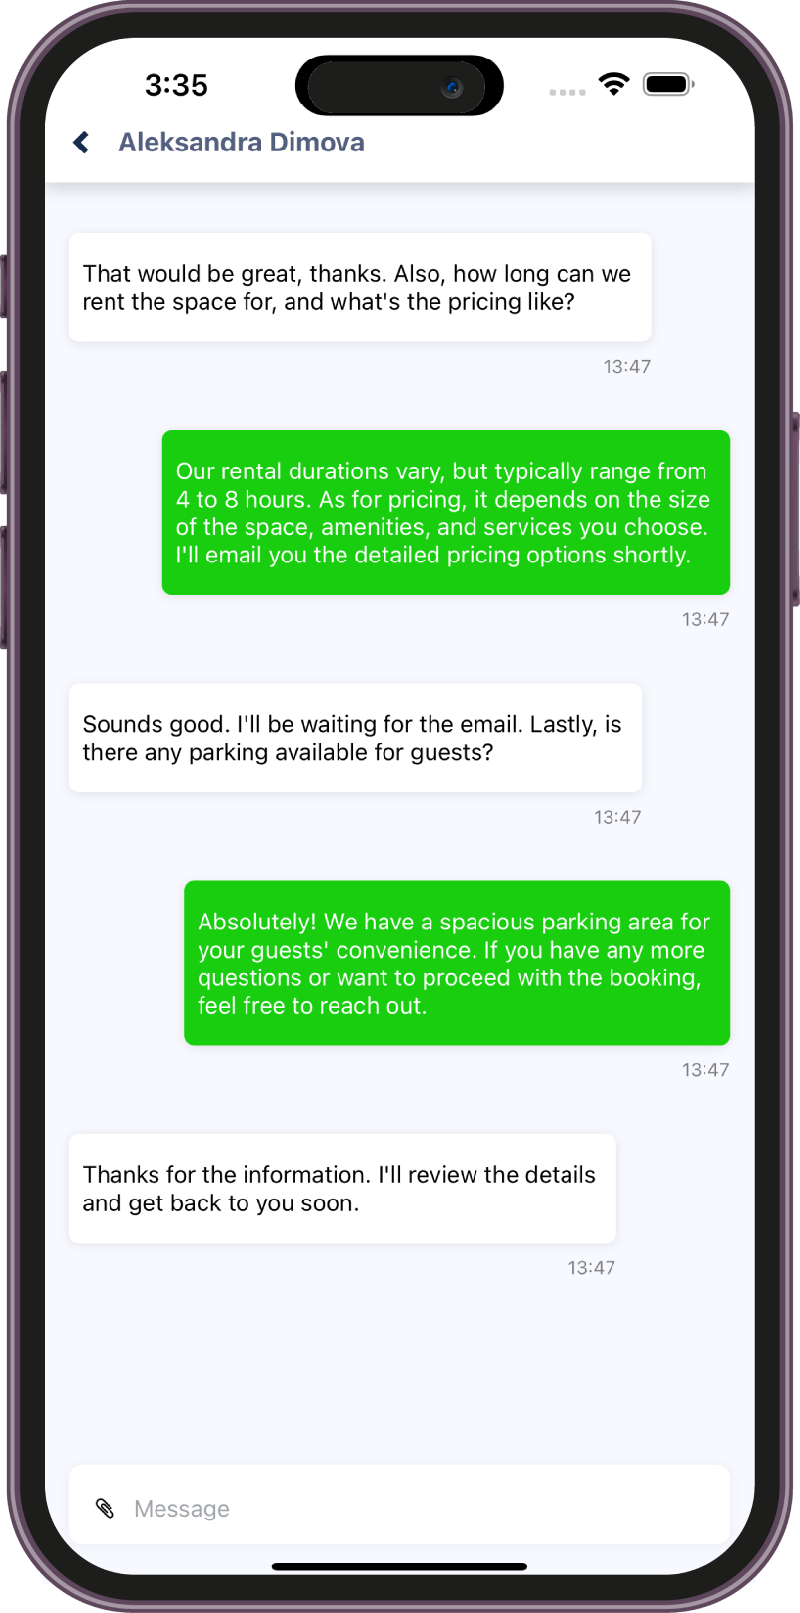 3:35
Aleksandra Dimova
That would be great, thanks. Also, how long can we
rent the space for, and what's the pricing like?
13:47
Our rental durations vary, but typically range from
4 to 8 hours. As for pricing, it depends on the size
of the space, amenities, and services you choose.
I'll email you the detailed pricing options shortly.
13:47
Sounds good. I'll be waiting for the email. Lastly, is
there any parking available for guests?
13:47
Absolutely! We have a spacious parking area for
your guests' convenience. If you have any more
questions or want to proceed with the booking,
feel free to reach out.
13:47
Thanks for the information. I'll review the details
and get back to you soon.
13:47
Message